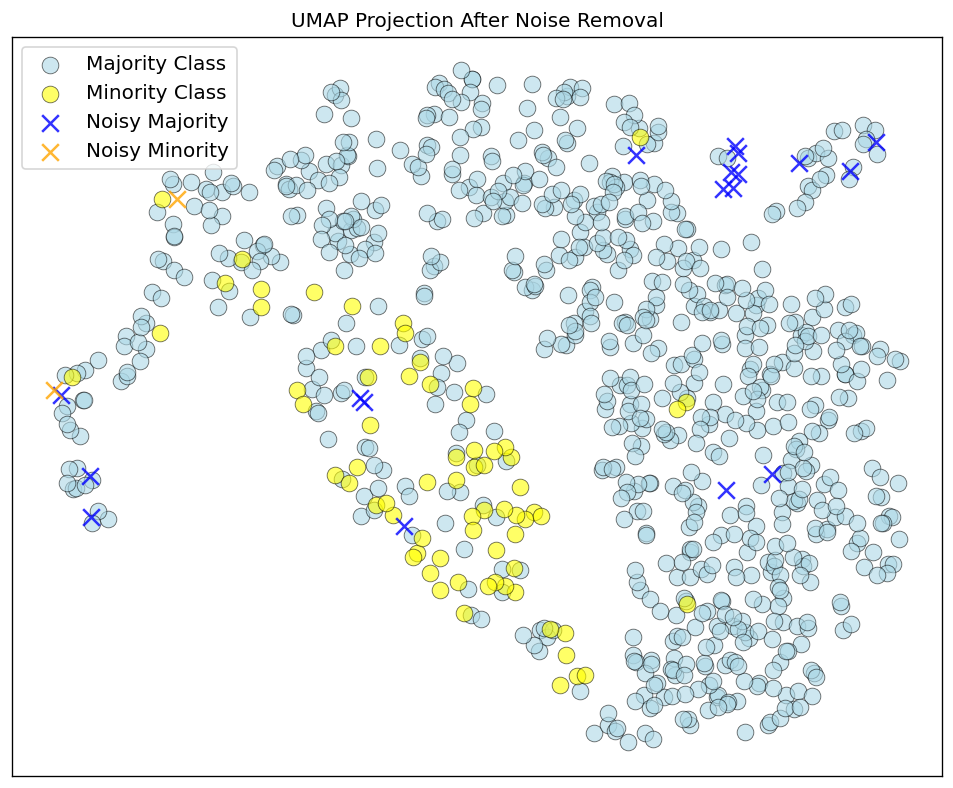 UMAP Projection After Noise Removal
Majority Class
Minority Class
Noisy Majority
Noisy Minority